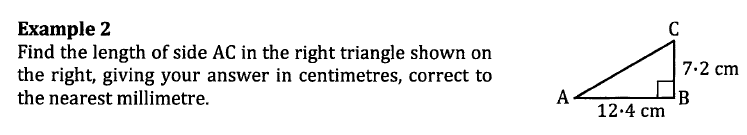 Example 2
Find the length of side AC in the right triangle shown on
the right, giving your answer in centimetres, correct to
the nearest millimetre.
C
7·2 cm
A
B
12·4 cm